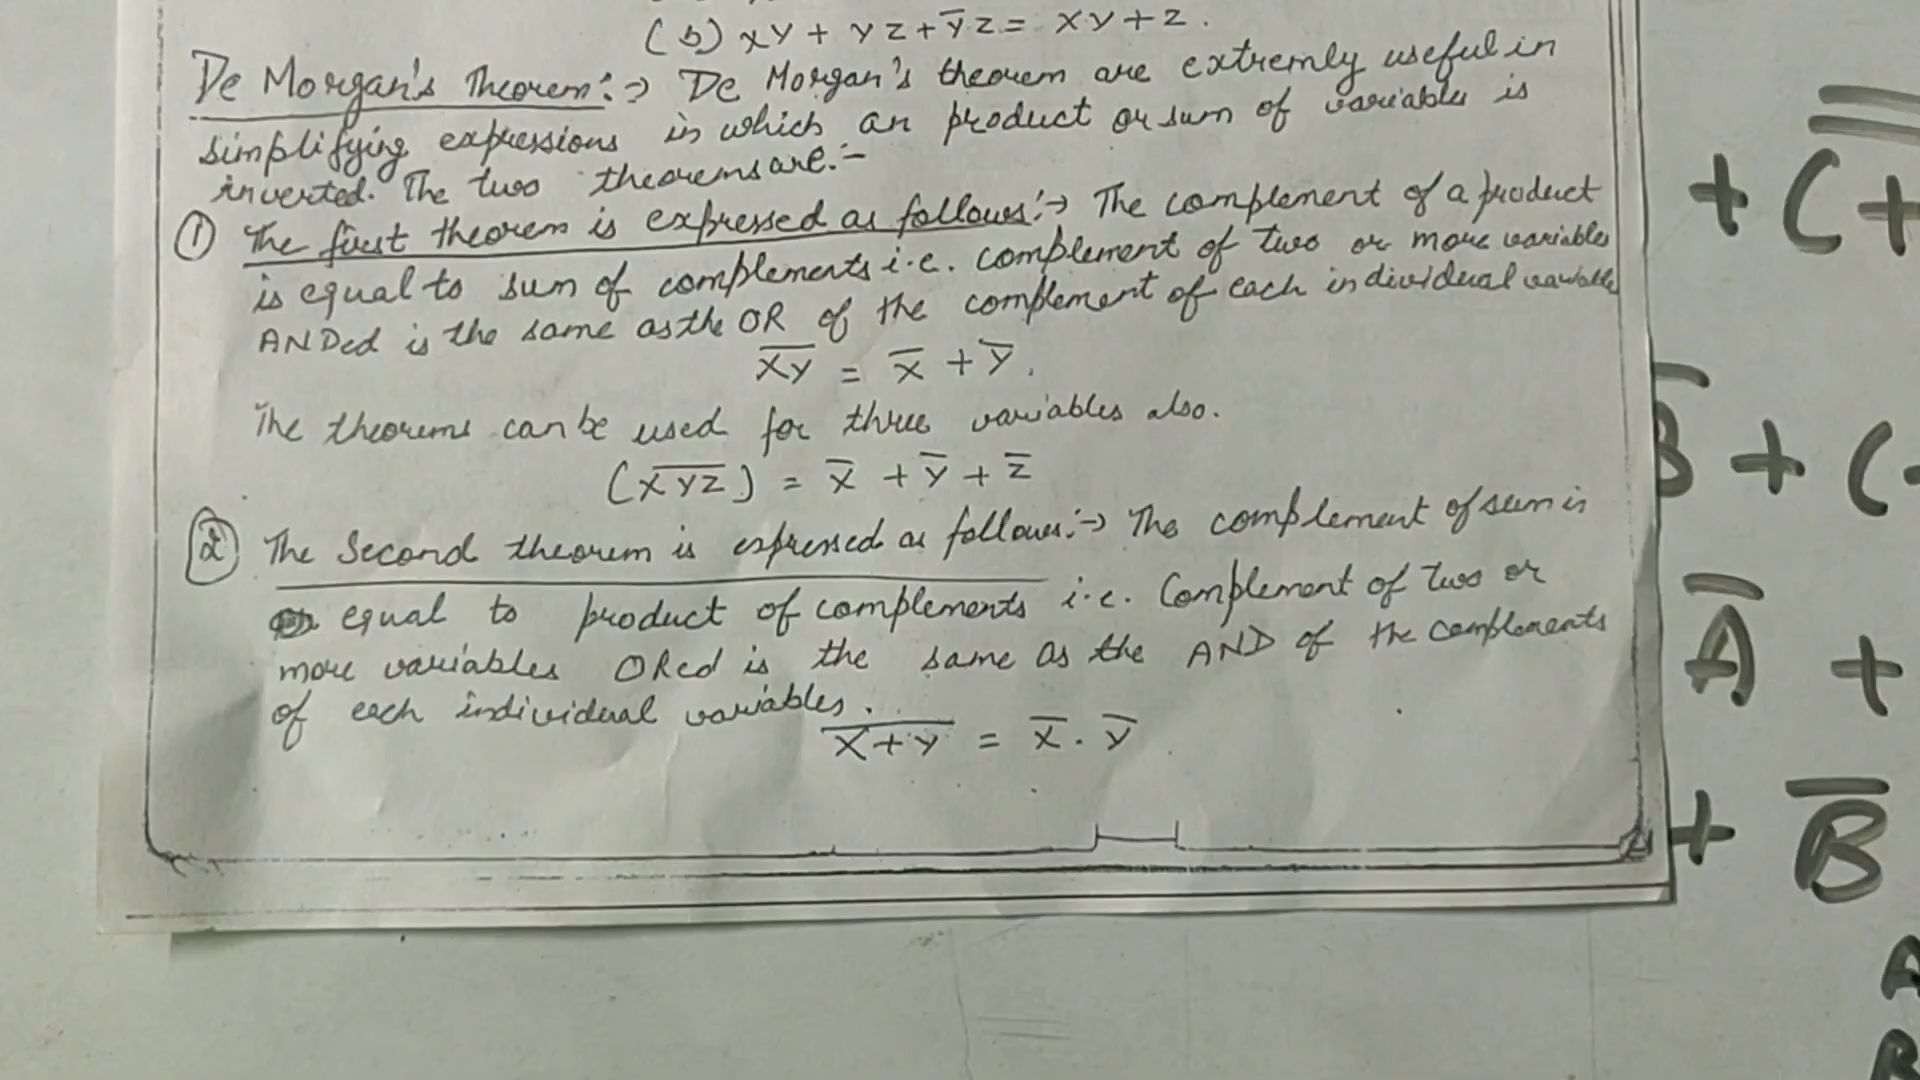 (b) xy + yz + y̅z = xy + z.
De Morgan's Theorem :→ De Morgan's theorem are extremly useful in
simplifying expressions in which an product or sum of variables is
inverted. The two theorems are:-
① The first theorem is expressed as follows :→ The complement of a product
is equal to sum of complements i.e. complement of two or more variables
ANDed is the same as the OR of the complement of each individual variable
X̅Y̅ = X̅ + Y̅.
The theorems can be used for three variables also.
(X̅Y̅Z̅) = X̅ + Y̅ + Z̅
② The Second theorem is expressed as follows :→ The complement of sum is
equal to product of complements i.e. Complement of two or
more variables ORed is the same as the AND of the complements
of each individual variables.
X̅+̅Y̅ = X̅ . Y̅
+ C +
B̅ + C
A̅ +
+ B̅
A
B